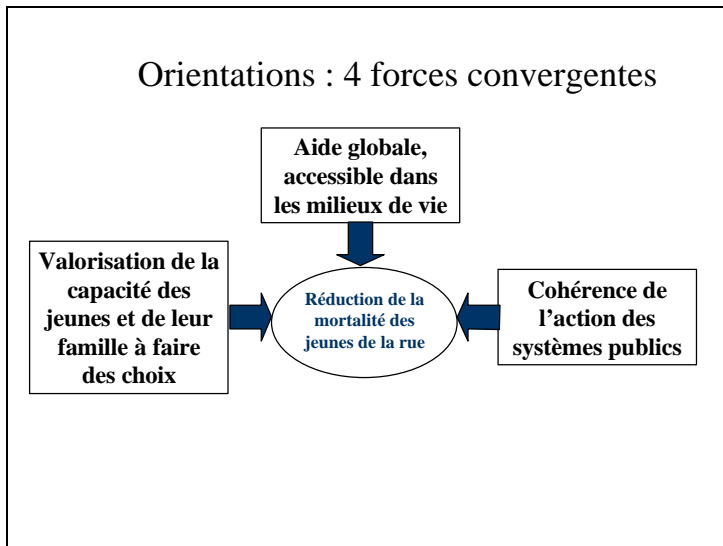 Orientations : 4 forces convergentes
Aide globale,
accessible dans
les milieux de vie
Valorisation de la
capacité des
jeunes et de leur
famille à faire
des choix
Réduction de la
mortalité des
jeunes de la rue
Cohérence de
l’action des
systèmes publics